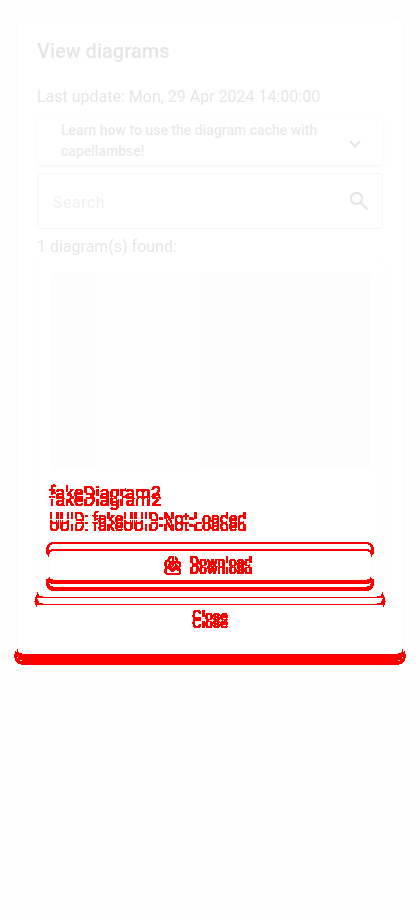 View diagrams
Last update: Mon, 29 Apr 2024 14:00:00
Learn how to use the diagram cache with
capellambse!
Search
1 diagram(s) found:
fakeDiagram2
UUID: fakeUUID-Not-Loaded
Download
Close